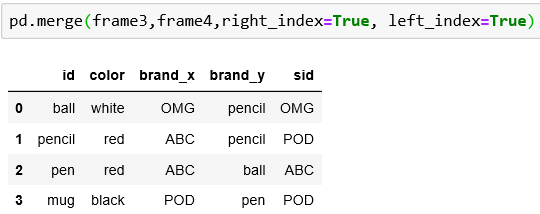 pd.merge(frame3,frame4,right_index=True, left_index=True)
id color brand_x brand_y sid
0 ball white OMG pencil OMG
1 pencil red ABC pencil POD
2 pen red ABC ball ABC
3 mug black POD pen POD